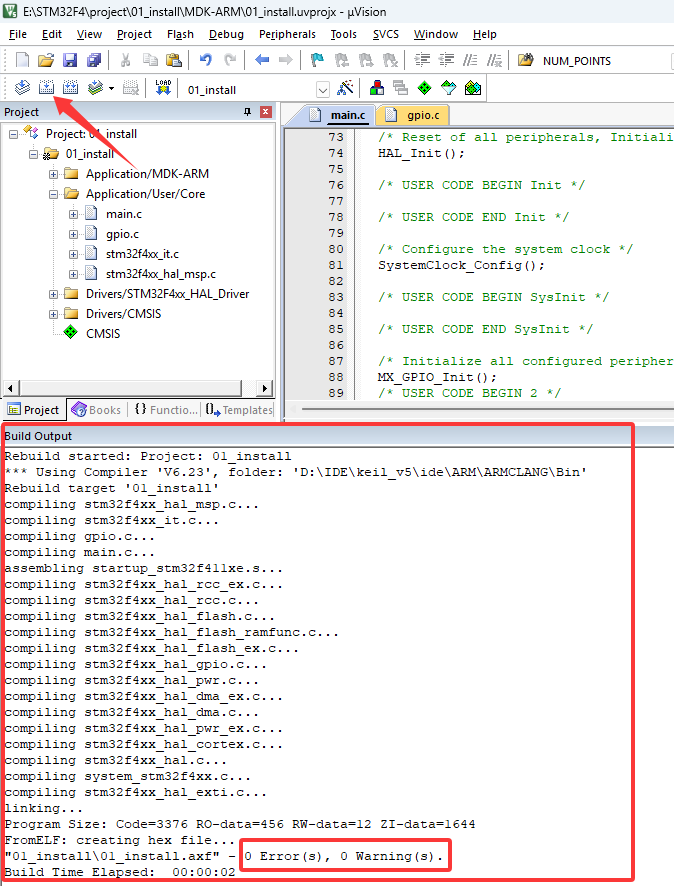 E:\STM32F4\project\01_install\MDK-ARM\01_install.uvprojx - µVision
File Edit View Project Flash Debug Peripherals Tools SVCS Window Help
NUM_POINTS
LOAD
01_install
Project
Project: 01_install
01_install
Application/MDK-ARM
Application/User/Core
main.c
gpio.c
stm32f4xx_it.c
stm32f4xx_hal_msp.c
Drivers/STM32F4xx_HAL_Driver
Drivers/CMSIS
CMSIS
Project Books {} Functio... 0 Templates
main.c gpio.c
73 /* Reset of all peripherals, Initiali
74 HAL_Init();
75
76 /* USER CODE BEGIN Init */
77
78 /* USER CODE END Init */
79
80 /* Configure the system clock */
81 SystemClock_Config();
82
83 /* USER CODE BEGIN SysInit */
84
85 /* USER CODE END SysInit */
86
87 /* Initialize all configured peripher
88 MX_GPIO_Init();
89 /* USER CODE BEGIN 2 */
Build Output
Rebuild started: Project: 01_install
*** Using Compiler 'V6.23', folder: 'D:\IDE\keil_v5\ide\ARM\ARMCLANG\Bin'
Rebuild target '01_install'
compiling stm32f4xx_hal_msp.c...
compiling stm32f4xx_it.c...
compiling gpio.c...
compiling main.c...
assembling startup_stm32f411xe.s...
compiling stm32f4xx_hal_rcc_ex.c...
compiling stm32f4xx_hal_rcc.c...
compiling stm32f4xx_hal_flash.c...
compiling stm32f4xx_hal_flash_ramfunc.c...
compiling stm32f4xx_hal_flash_ex.c...
compiling stm32f4xx_hal_gpio.c...
compiling stm32f4xx_hal_pwr.c...
compiling stm32f4xx_hal_dma_ex.c...
compiling stm32f4xx_hal_dma.c...
compiling stm32f4xx_hal_pwr_ex.c...
compiling stm32f4xx_hal_cortex.c...
compiling stm32f4xx_hal.c...
compiling system_stm32f4xx.c...
compiling stm32f4xx_hal_exti.c...
linking...
Program Size: Code=3376 RO-data=456 RW-data=12 ZI-data=1644
FromELF: creating hex file...
"01_install\01_install.axf" - 0 Error(s), 0 Warning(s).
Build Time Elapsed:  00:00:02